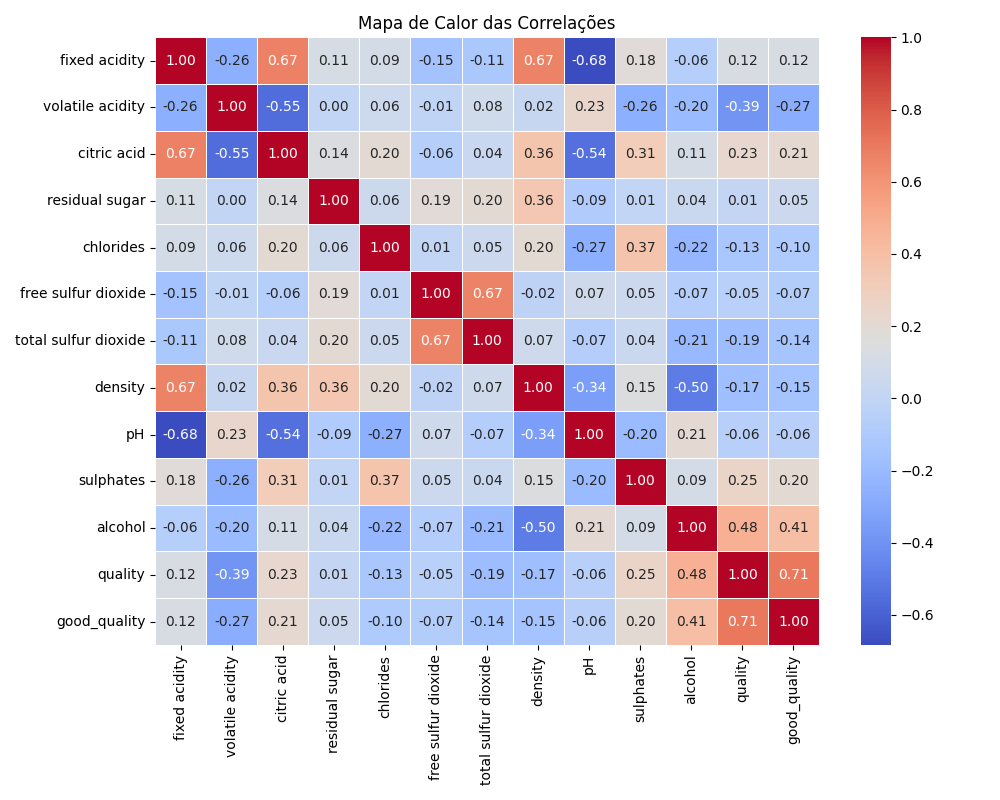 Mapa de Calor das Correlações
fixed acidity 1.00 -0.26 0.67 0.11 0.09 -0.15 -0.11 0.67 -0.68 0.18 -0.06 0.12 0.12
volatile acidity -0.26 1.00 -0.55 0.00 0.06 -0.01 0.08 0.02 0.23 -0.26 -0.20 -0.39 -0.27
citric acid 0.67 -0.55 1.00 0.14 0.20 -0.06 0.04 0.36 -0.54 0.31 0.11 0.23 0.21
residual sugar 0.11 0.00 0.14 1.00 0.06 0.19 0.20 0.36 -0.09 0.01 0.04 0.01 0.05
chlorides 0.09 0.06 0.20 0.06 1.00 0.01 0.05 0.20 -0.27 0.37 -0.22 -0.13 -0.10
free sulfur dioxide -0.15 -0.01 -0.06 0.19 0.01 1.00 0.67 -0.02 0.07 0.05 -0.07 -0.05 -0.07
total sulfur dioxide -0.11 0.08 0.04 0.20 0.05 0.67 1.00 0.07 -0.07 0.04 -0.21 -0.19 -0.14
density 0.67 0.02 0.36 0.36 0.20 -0.02 0.07 1.00 -0.34 0.15 -0.50 -0.17 -0.15
pH -0.68 0.23 -0.54 -0.09 -0.27 0.07 -0.07 -0.34 1.00 -0.20 0.21 -0.06 -0.06
sulphates 0.18 -0.26 0.31 0.01 0.37 0.05 0.04 0.15 -0.20 1.00 0.09 0.25 0.20
alcohol -0.06 -0.20 0.11 0.04 -0.22 -0.07 -0.21 -0.50 0.21 0.09 1.00 0.48 0.41
quality 0.12 -0.39 0.23 0.01 -0.13 -0.05 -0.19 -0.17 -0.06 0.25 0.48 1.00 0.71
good_quality 0.12 -0.27 0.21 0.05 -0.10 -0.07 -0.14 -0.15 -0.06 0.20 0.41 0.71 1.00
fixed acidity
volatile acidity
citric acid
residual sugar
chlorides
free sulfur dioxide
total sulfur dioxide
density
pH
sulphates
alcohol
quality
good_quality
1.0
0.8
0.6
0.4
0.2
0.0
−0.2
−0.4
−0.6